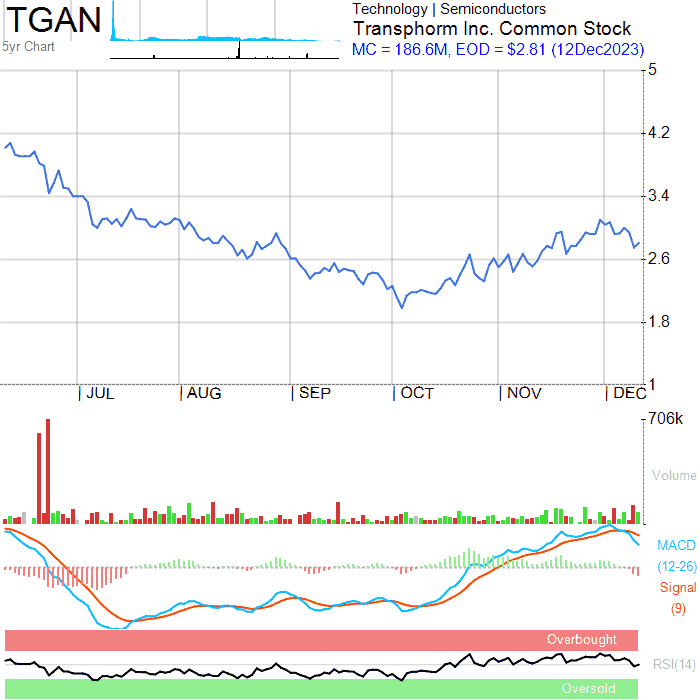 TGAN
5yr Chart
Technology | Semiconductors
Transphorm Inc. Common Stock
MC = 186.6M, EOD = $2.81 (12Dec2023)
5
4.2
3.4
2.6
1.8
1
| JUL | AUG | SEP | OCT | NOV | DEC
706k
Volume
MACD
(12-26)
Signal
(9)
Overbought
RSI(14)
Oversold